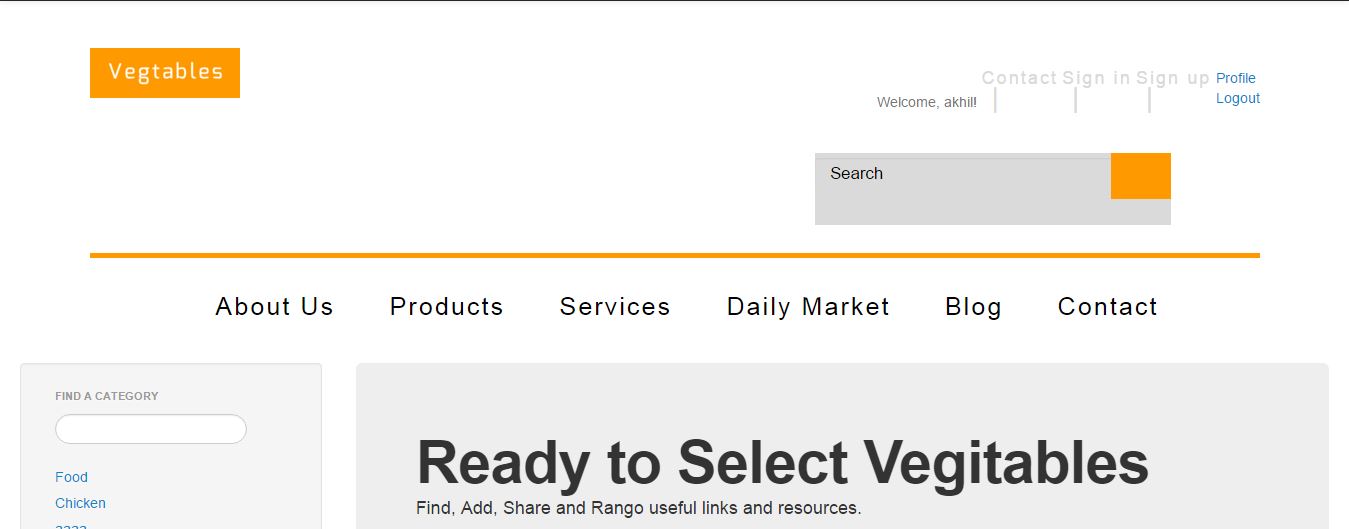 Vegtables
Contact Sign in Sign up Profile
Welcome, akhil! Logout
Search
About Us Products Services Daily Market Blog Contact
FIND A CATEGORY
Food
Chicken
Ready to Select Vegitables
Find, Add, Share and Rango useful links and resources.